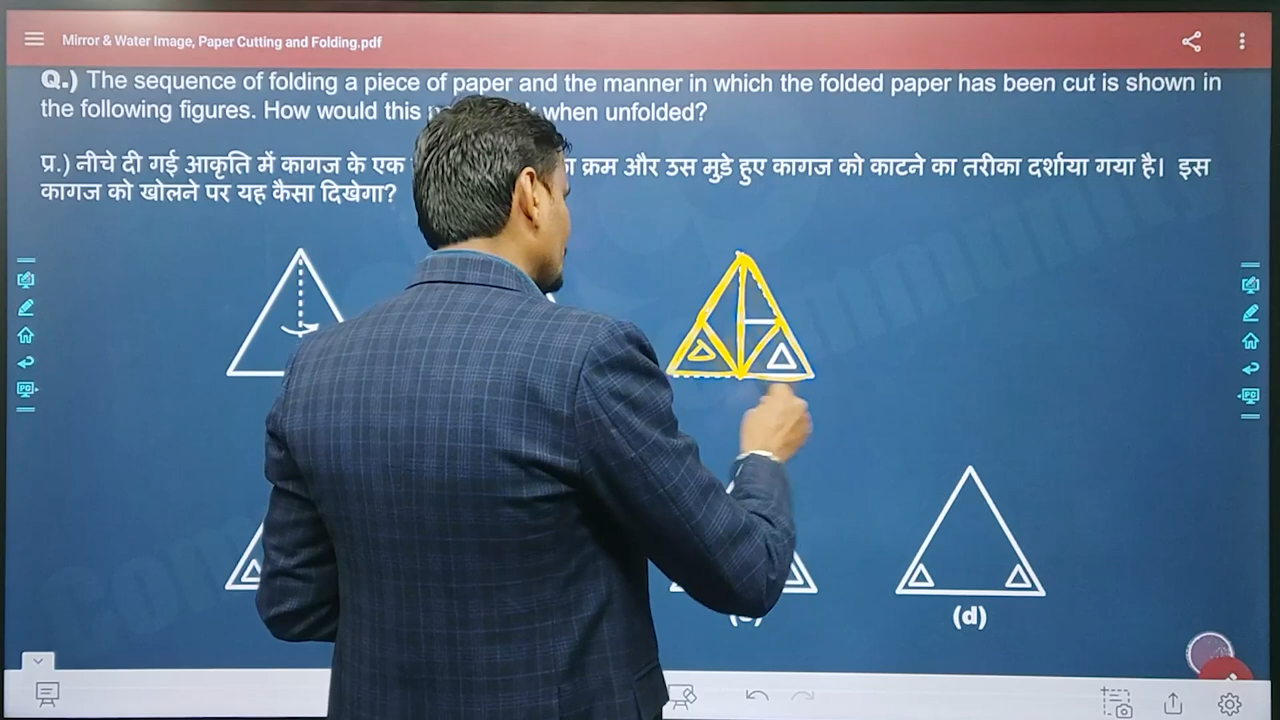 Mirror & Water Image, Paper Cutting and Folding.pdf
Q.) The sequence of folding a piece of paper and the manner in which the folded paper has been cut is shown in
the following figures. How would this when unfolded?
प्र.) नीचे दी गई आकृति में कागज के एक क्रम और उस मुड़े हुए कागज को काटने का तरीका दर्शाया गया है। इस
कागज को खोलने पर यह कैसा दिखेगा?
(d)